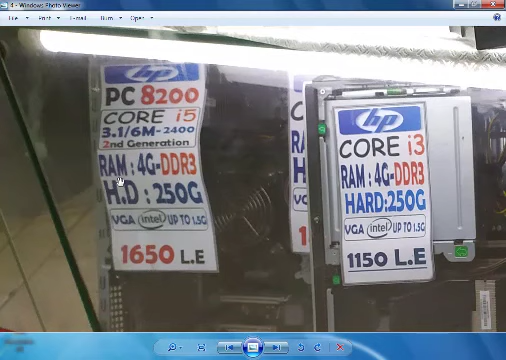 4 - Windows Photo Viewer
File Print E-mail Burn Open
hp
PC 8200
CORE i5
3.1/6M-2400
2nd Generation
RAM : 4G-DDR3
H.D : 250G
VGA intel UP TO 1.5G
1650 L.E
hp
CORE i3
RAM : 4G-DDR3
HARD:250G
VGA intel UP TO 1.5G
1150 L.E